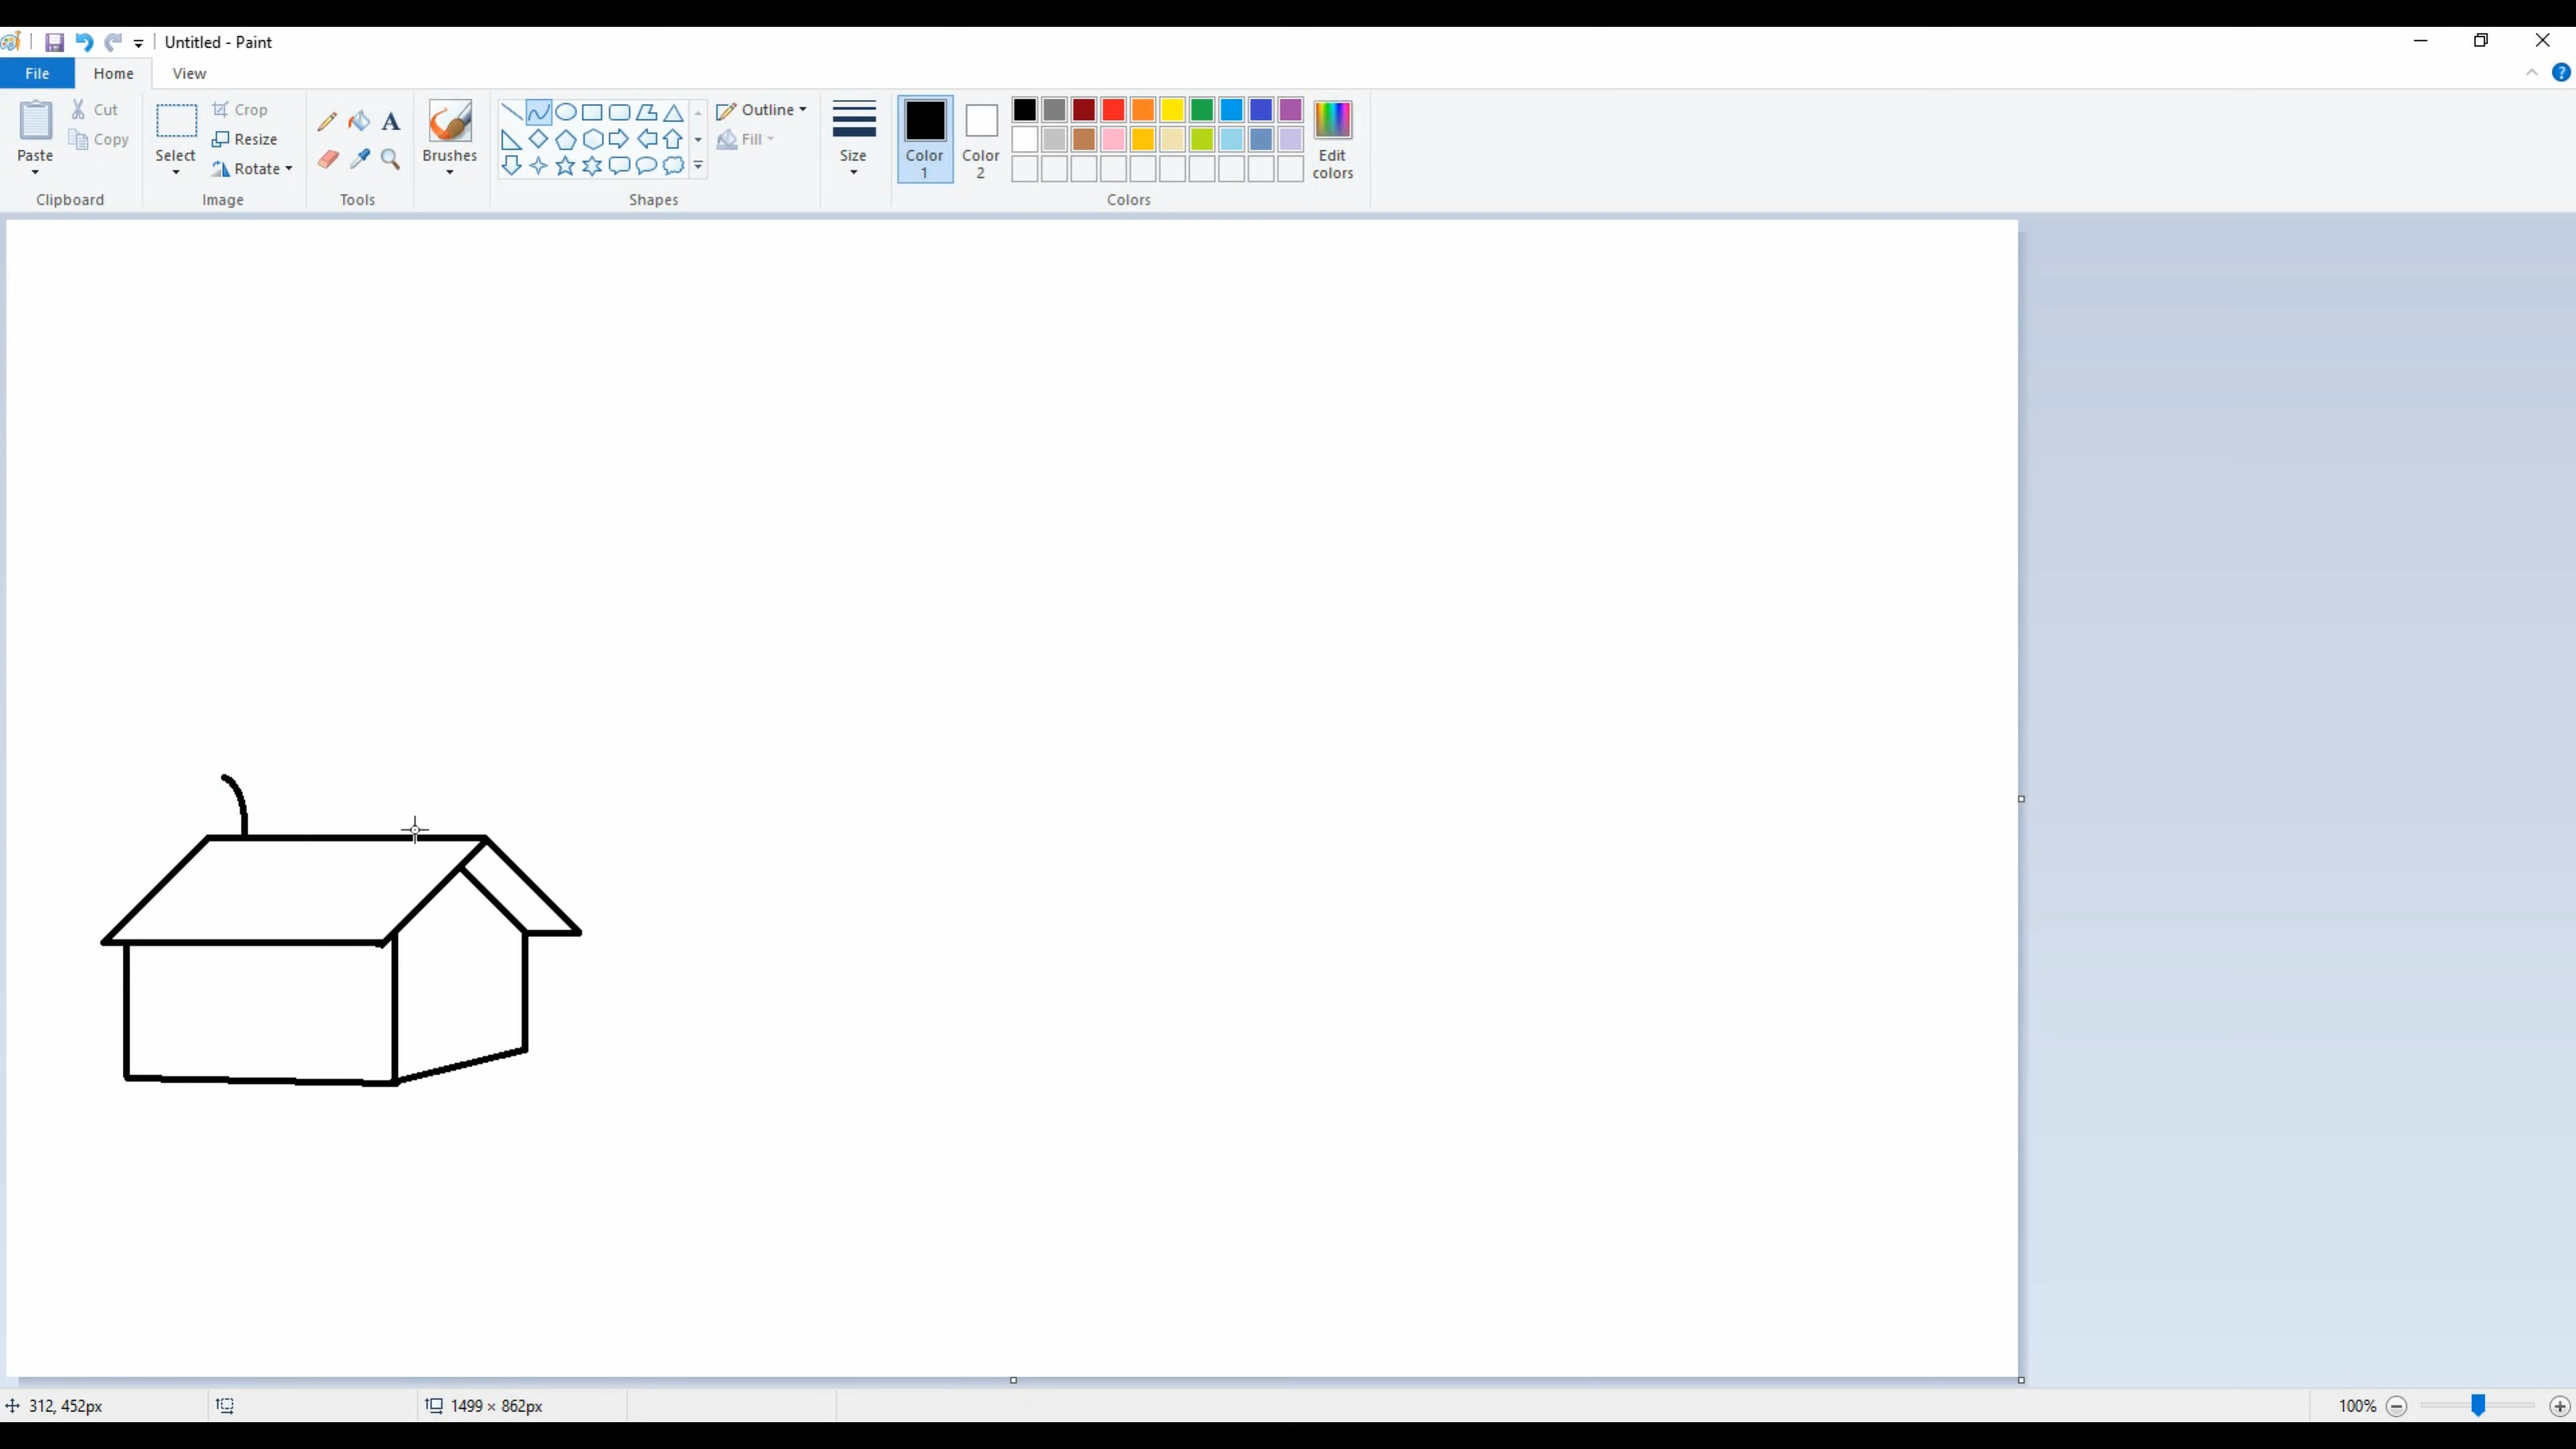 Untitled - Paint
File Home View
Paste Cut Copy Select Crop Resize Rotate A Brushes Outline Fill Size Color 1 Color 2 Edit colors
Clipboard Image Tools Shapes Colors
312, 452px 1499 × 862px 100%